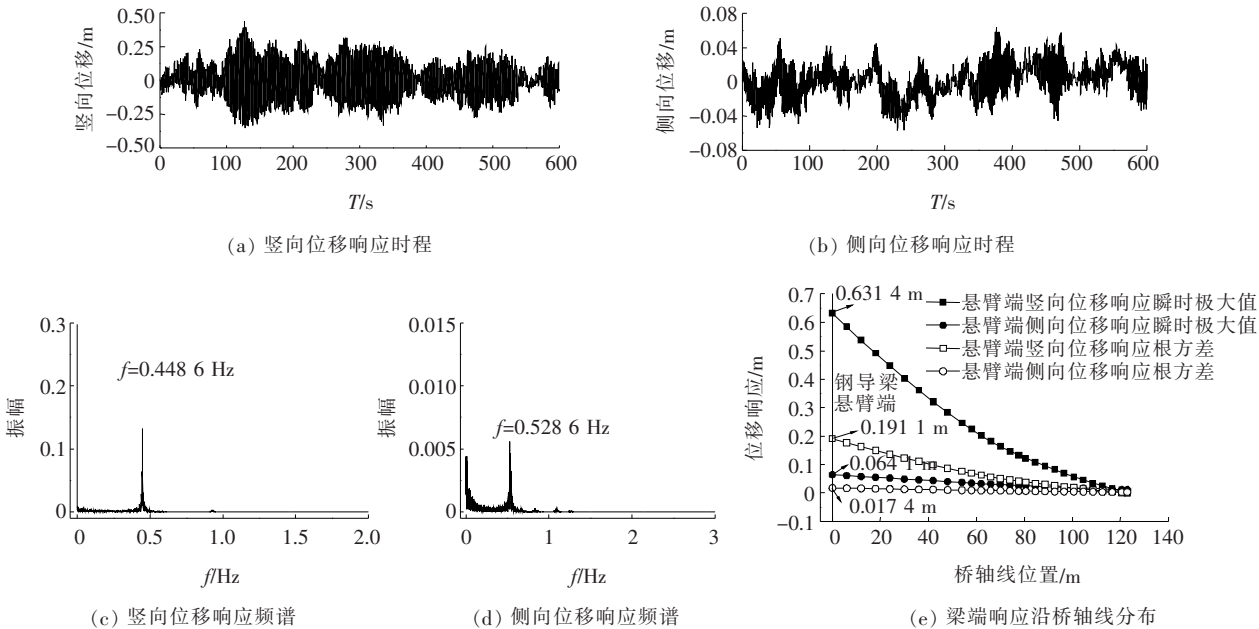 0.50
0.25
0
−0.25
−0.50
竖向位移/m
0 100 200 300 400 500 600
T/s
(a) 竖向位移响应时程
0.08
0.04
0
−0.04
−0.08
侧向位移/m
0 100 200 300 400 500 600
T/s
(b) 侧向位移响应时程
0.3
0.2
0.1
0
振幅
f=0.448 6 Hz
0 0.5 1.0 1.5 2.0
f/Hz
(c) 竖向位移响应频谱
0.015
0.010
0.005
0
振幅
f=0.528 6 Hz
0 1 2 3
f/Hz
(d) 侧向位移响应频谱
0.7
0.6
0.5
0.4
0.3
0.2
0.1
0
−0.1
位移响应/m
0.631 4 m
悬臂端竖向位移响应瞬时极大值
悬臂端侧向位移响应瞬时极大值
悬臂端竖向位移响应根方差
悬臂端侧向位移响应根方差
钢导梁
悬臂端
0.191 1 m
0.064 1 m
0.017 4 m
0 20 40 60 80 100 120 140
桥轴线位置/m
(e) 梁端响应沿桥轴线分布